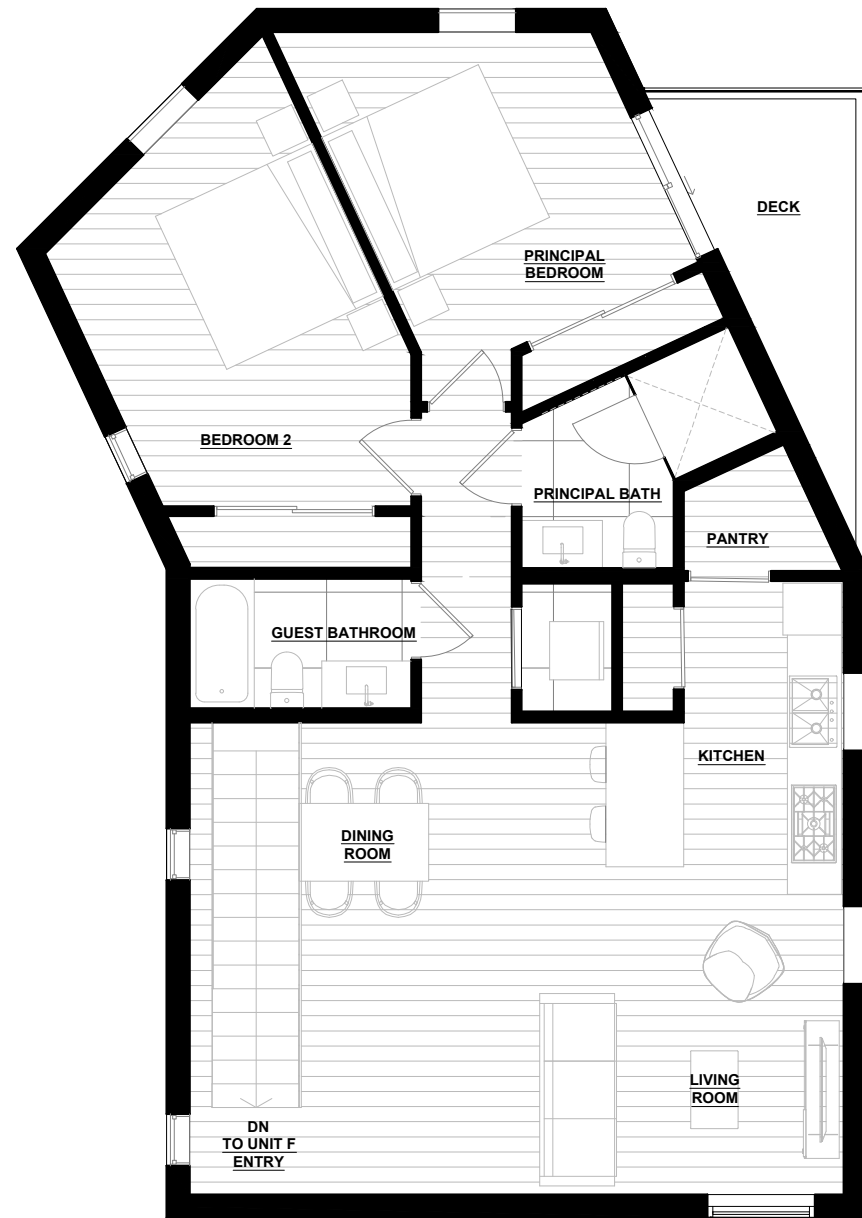 DECK
PRINCIPAL
BEDROOM
BEDROOM 2
PRINCIPAL BATH
PANTRY
GUEST BATHROOM
KITCHEN
DINING
ROOM
LIVING
ROOM
DN
TO UNIT F
ENTRY